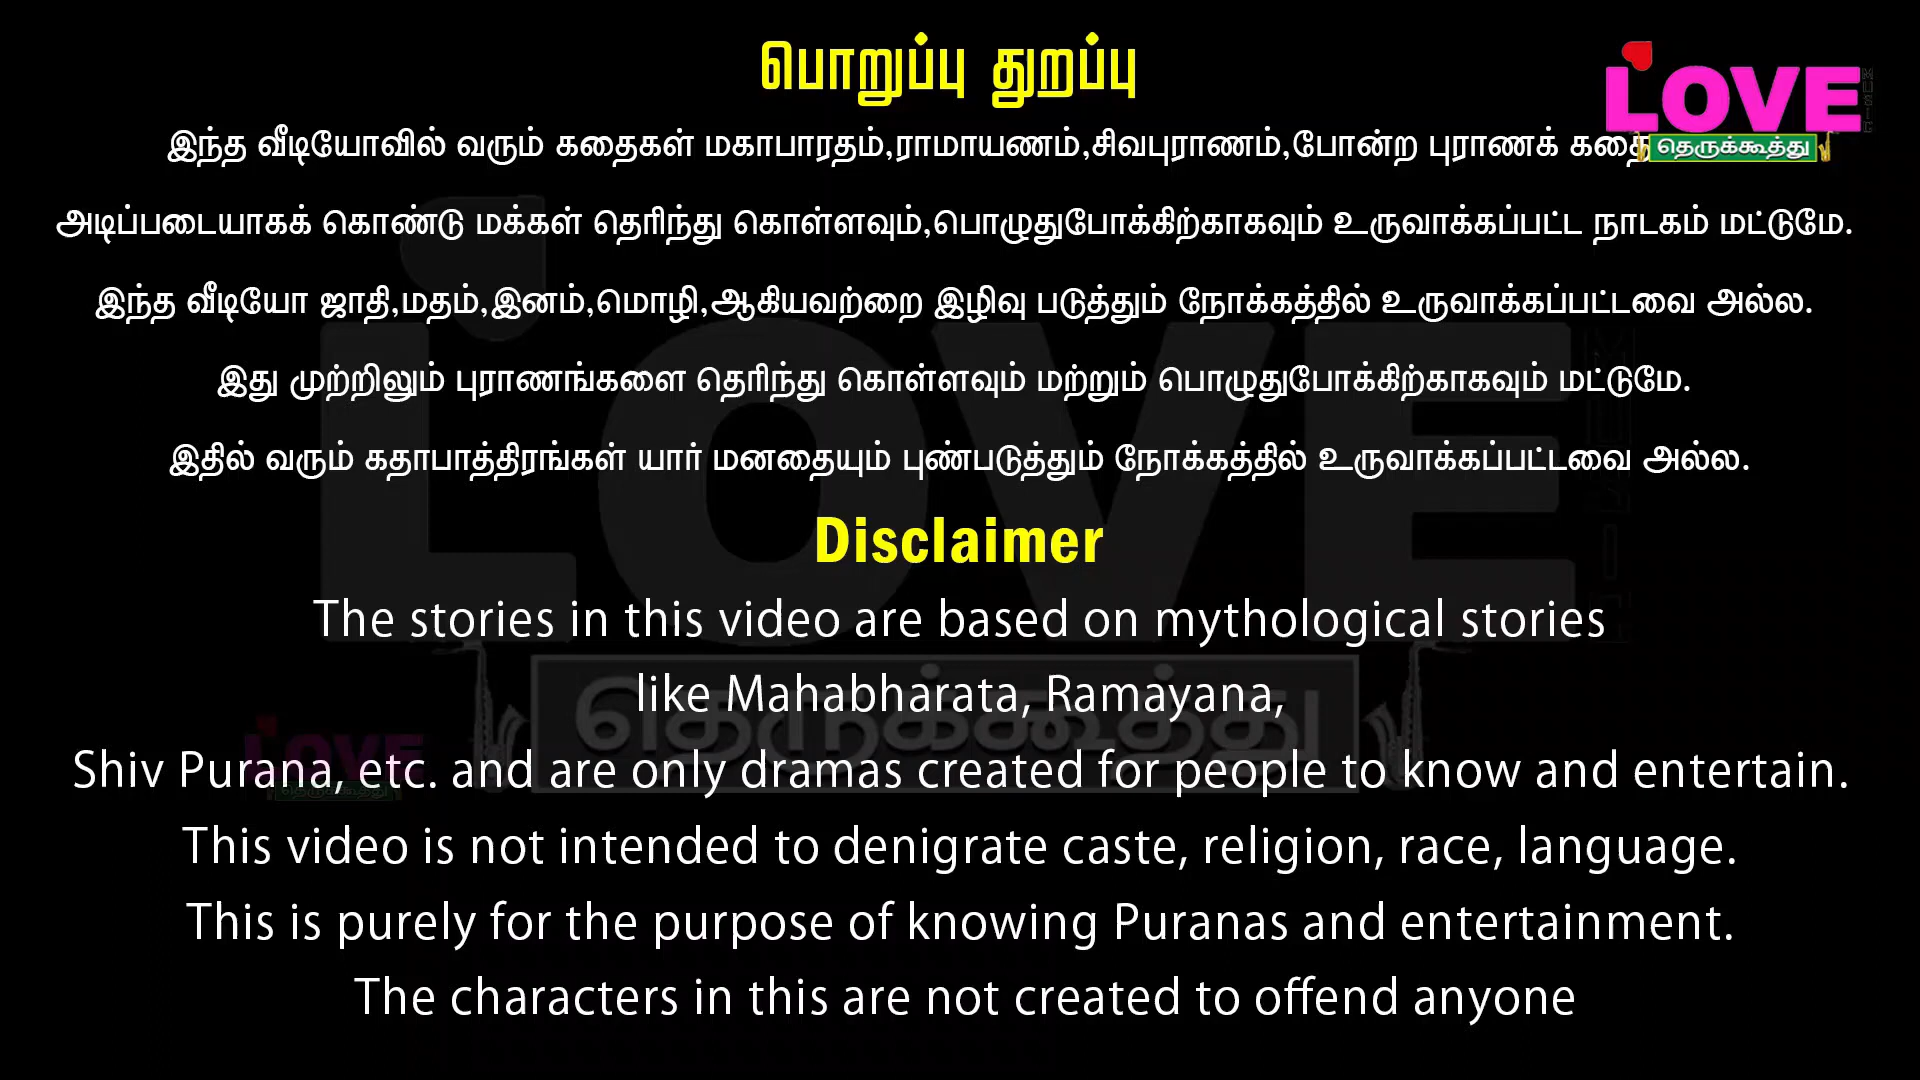 பொறுப்பு துறப்பு
இந்த வீடியோவில் வரும் கதைகள் மகாபாரதம்,ராமாயணம்,சிவபுராணம்,போன்ற புராணக் கதை
LOVE
தெருக்கூத்து
அடிப்படையாகக் கொண்டு மக்கள் தெரிந்து கொள்ளவும்,பொழுதுபோக்கிற்காகவும் உருவாக்கப்பட்ட நாடகம் மட்டுமே.
இந்த வீடியோ ஜாதி,மதம்,இனம்,மொழி,ஆகியவற்றை இழிவு படுத்தும் நோக்கத்தில் உருவாக்கப்பட்டவை அல்ல.
இது முற்றிலும் புராணங்களை தெரிந்து கொள்ளவும் மற்றும் பொழுதுபோக்கிற்காகவும் மட்டுமே.
இதில் வரும் கதாபாத்திரங்கள் யார் மனதையும் புண்படுத்தும் நோக்கத்தில் உருவாக்கப்பட்டவை அல்ல.
Disclaimer
The stories in this video are based on mythological stories
like Mahabharata, Ramayana,
Shiv Purana, etc. and are only dramas created for people to know and entertain.
This video is not intended to denigrate caste, religion, race, language.
This is purely for the purpose of knowing Puranas and entertainment.
The characters in this are not created to offend anyone
LOVE
தெருக்கூத்து
LOVE
தெருக்கூத்து